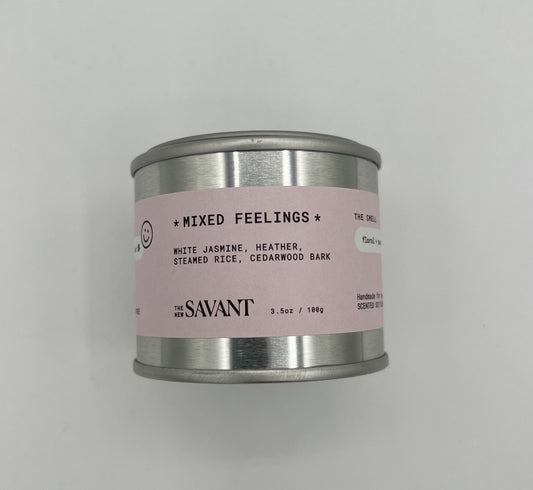 *MIXED FEELINGS*
WHITE JASMINE, HEATHER,
STEAMED RICE, CEDARWOOD BARK
THE NEW SAVANT
3.5oz / 100g
THE SMELL
floral +
Handmade
SCENTED